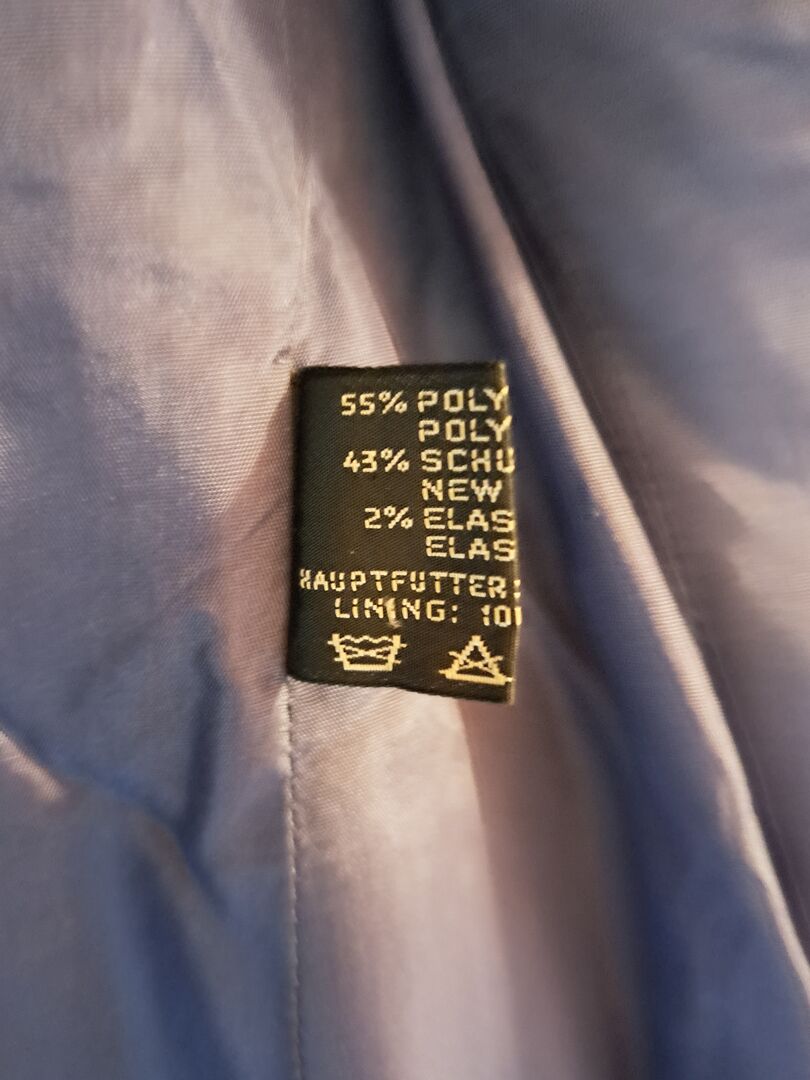 55% POLY
POLY
43% SCHU
NEW
2% ELAS
ELAS
HAUPTFUTTER:
LINING: 10